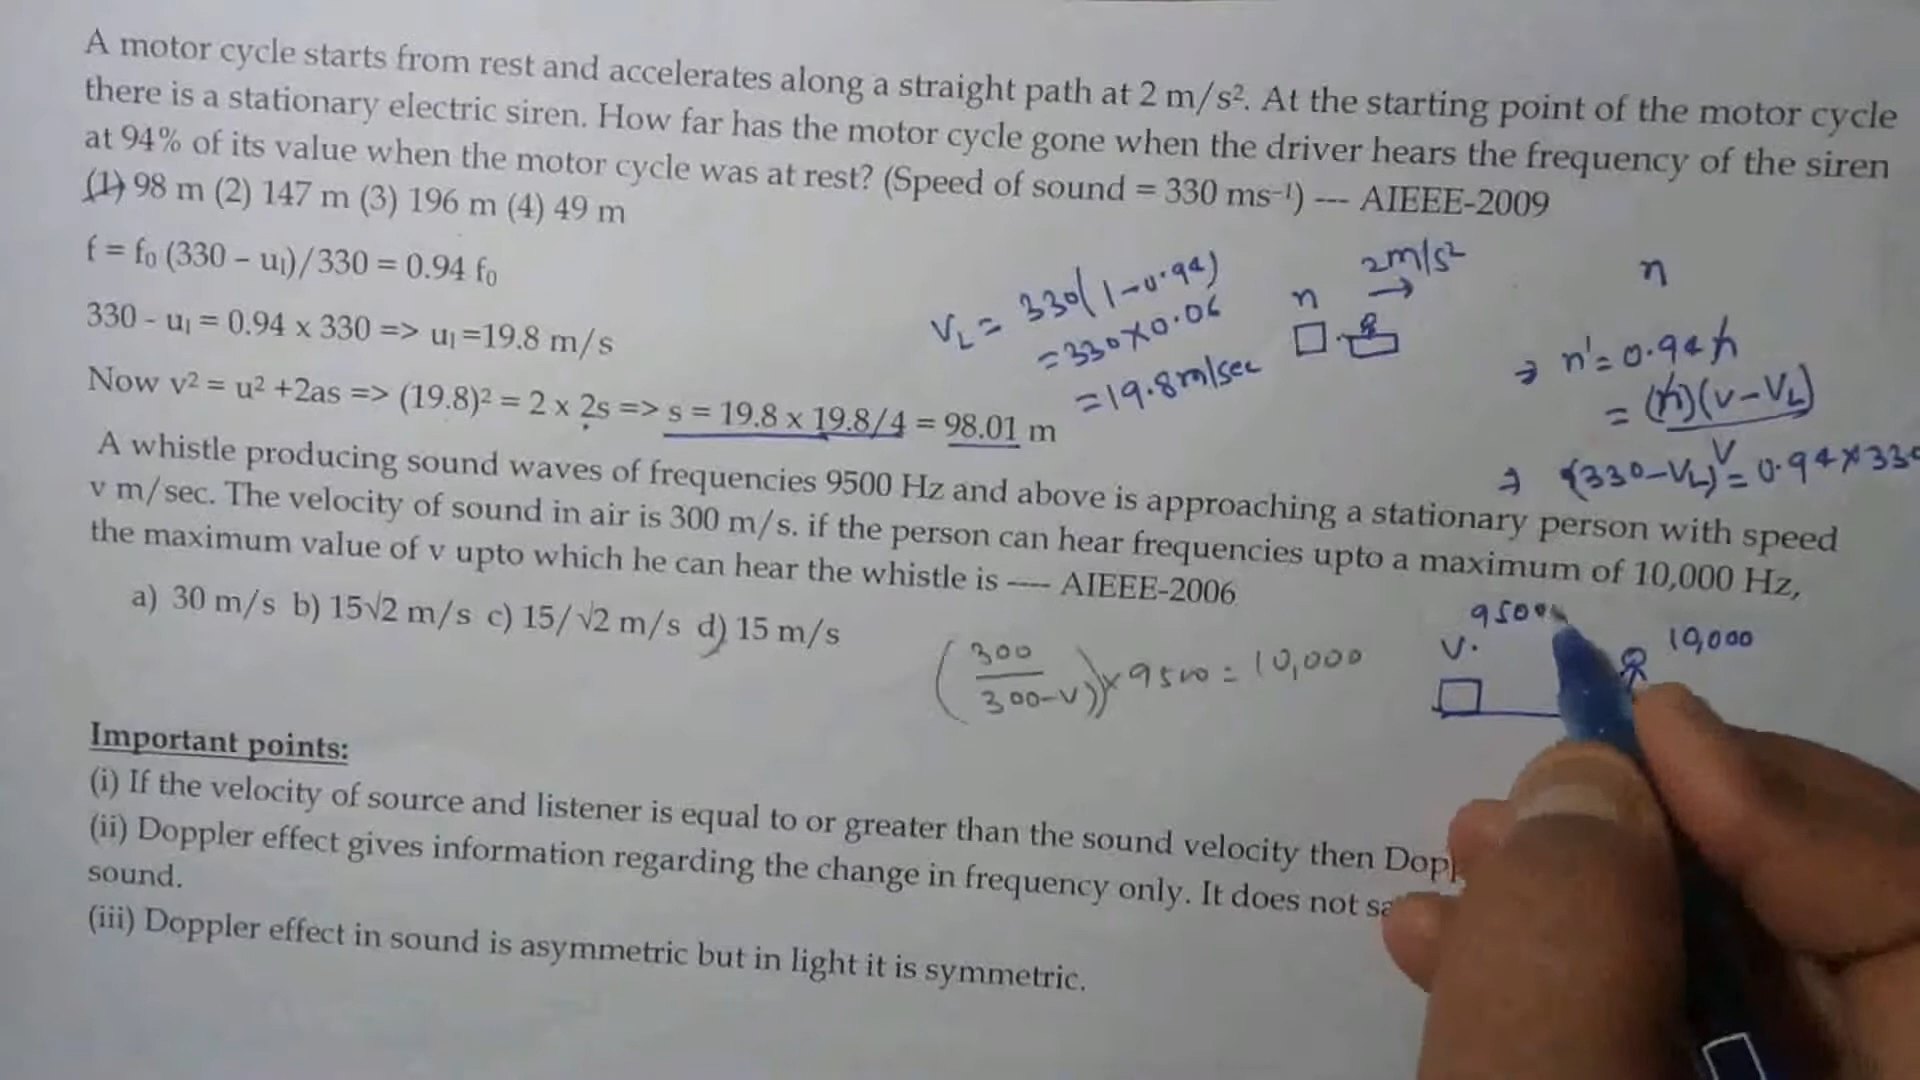 A motor cycle starts from rest and accelerates along a straight path at 2 m/s². At the starting point of the motor cycle
there is a stationary electric siren. How far has the motor cycle gone when the driver hears the frequency of the siren
at 94% of its value when the motor cycle was at rest? (Speed of sound = 330 ms⁻¹) --- AIEEE-2009
(1) 98 m (2) 147 m (3) 196 m (4) 49 m
f = f₀ (330 – uₗ)/330 = 0.94 f₀
330 - uₗ = 0.94 x 330 => uₗ =19.8 m/s
Now v² = u² +2as => (19.8)² = 2 x 2s => s = 19.8 x 19.8/4 = 98.01 m
V_L = 330(1-0.94)
= 330×0.06
= 19.8m/sec
2m/s²
→
n
n
⇒ n' = 0.94n
= (n)(v-V_L)
V
⇒ (330-V_L) = 0.94×330
A whistle producing sound waves of frequencies 9500 Hz and above is approaching a stationary person with speed
v m/sec. The velocity of sound in air is 300 m/s. if the person can hear frequencies upto a maximum of 10,000 Hz,
the maximum value of v upto which he can hear the whistle is ---- AIEEE-2006
a) 30 m/s b) 15√2 m/s c) 15/√2 m/s d) 15 m/s
(300
300-v) × 9500 = 10,000
9500
v.
10,000
Important points:
(i) If the velocity of source and listener is equal to or greater than the sound velocity then Dopp
(ii) Doppler effect gives information regarding the change in frequency only. It does not sa
sound.
(iii) Doppler effect in sound is asymmetric but in light it is symmetric.